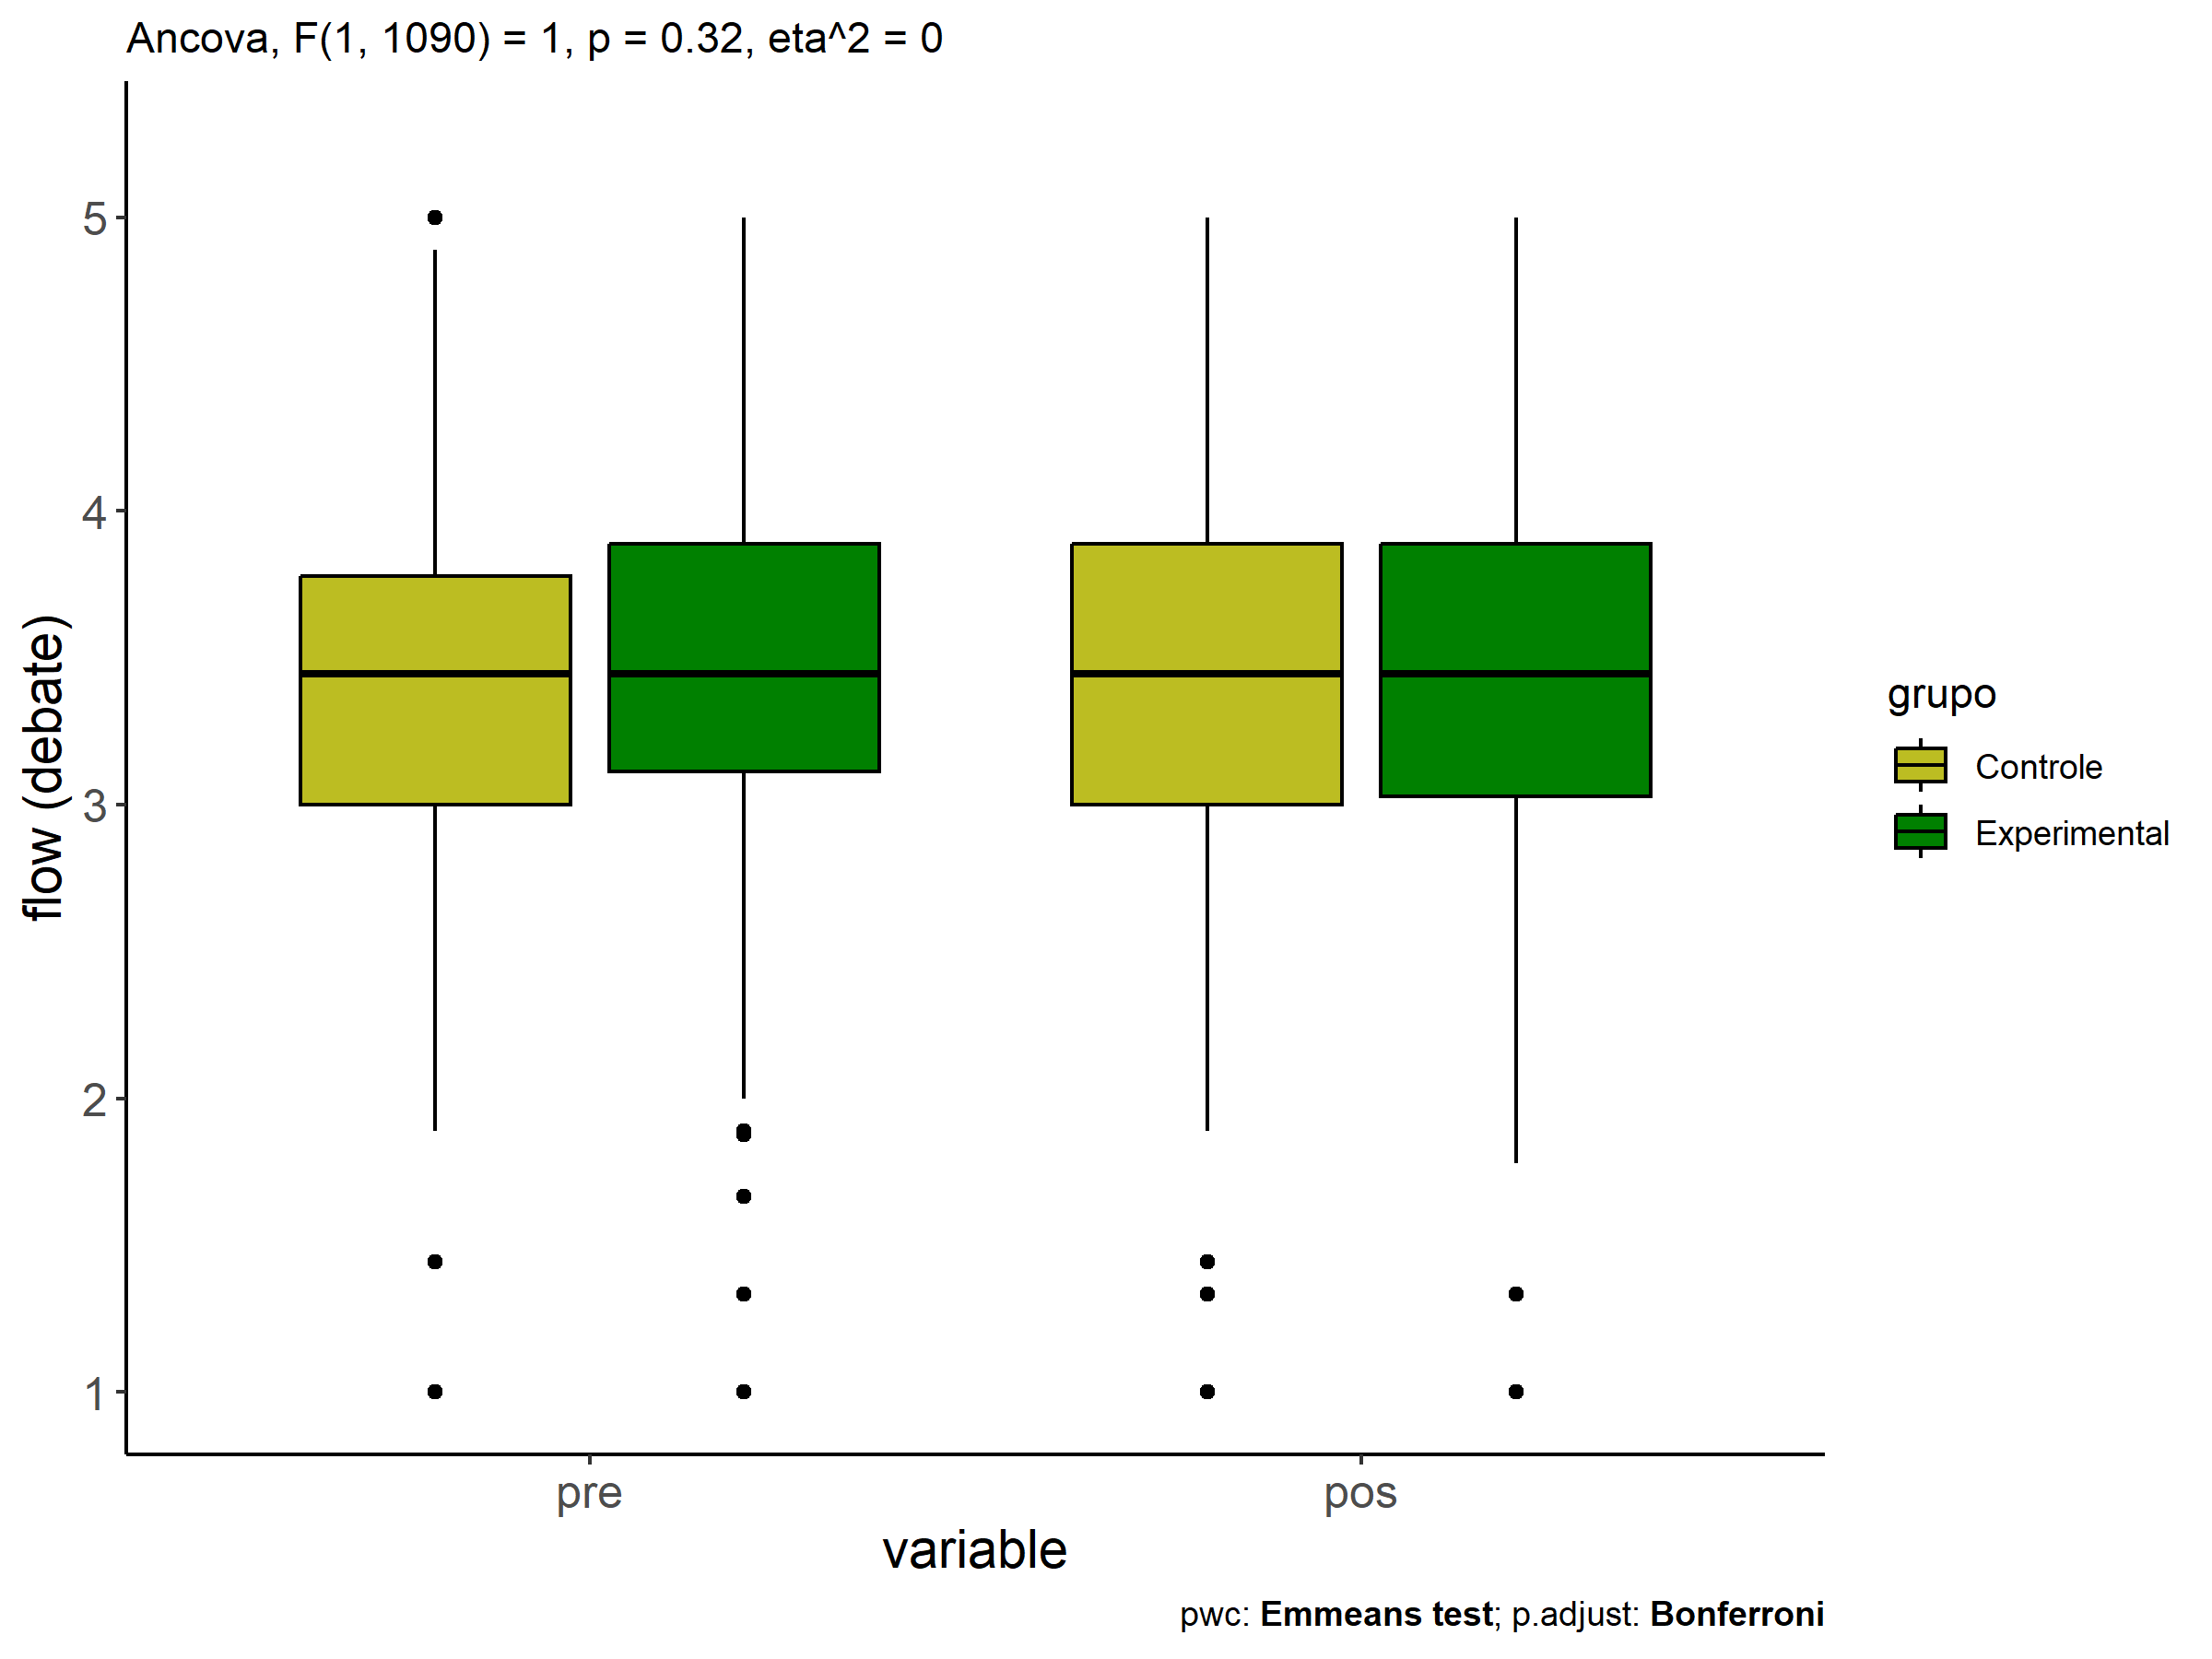 Ancova, F(1, 1090) = 1, p = 0.32, eta^2 = 0
flow (debate)
5
4
3
2
1
pre
pos
variable
grupo
Controle
Experimental
pwc: Emmeans test; p.adjust: Bonferroni